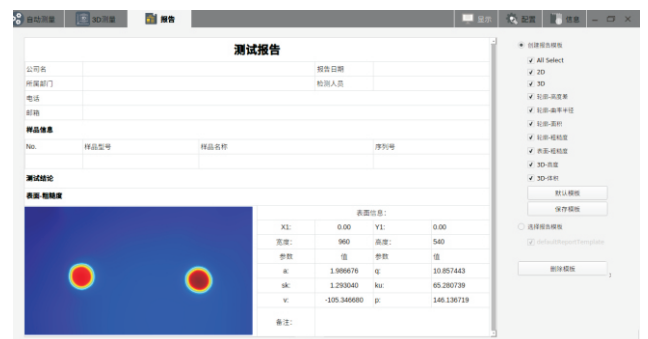 自动测量 3D测量 报告 显示 配置 信息
测试报告
公司名 报告日期
所属部门 检测人员
电话
邮箱
样品信息
No. 样品型号 样品名称 序列号
测试结论
表面-粗糙度
表面信息:
X1: 0.00 Y1: 0.00
宽度: 960 高度: 540
参数 值 参数 值
a: 1.986676 q: 10.857443
sk: 1.293040 ku: 65.280739
v: -105.346680 p: 146.136719
备注:
创建报告模板
All Select
2D
3D
轮廓-高度差
轮廓-曲率半径
轮廓-面积
轮廓-粗糙度
表面-粗糙度
3D-高度
3D-体积
默认模板
保存模板
选择报告模板
defaultReportTemplate
删除模板